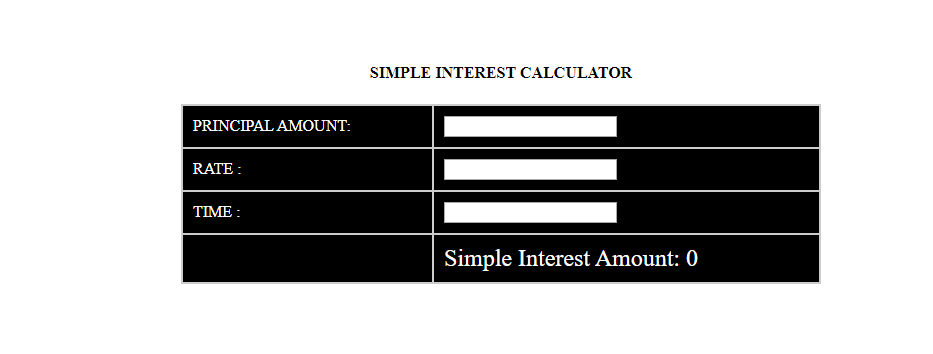 SIMPLE INTEREST CALCULATOR
PRINCIPAL AMOUNT:
RATE :
TIME :
Simple Interest Amount: 0